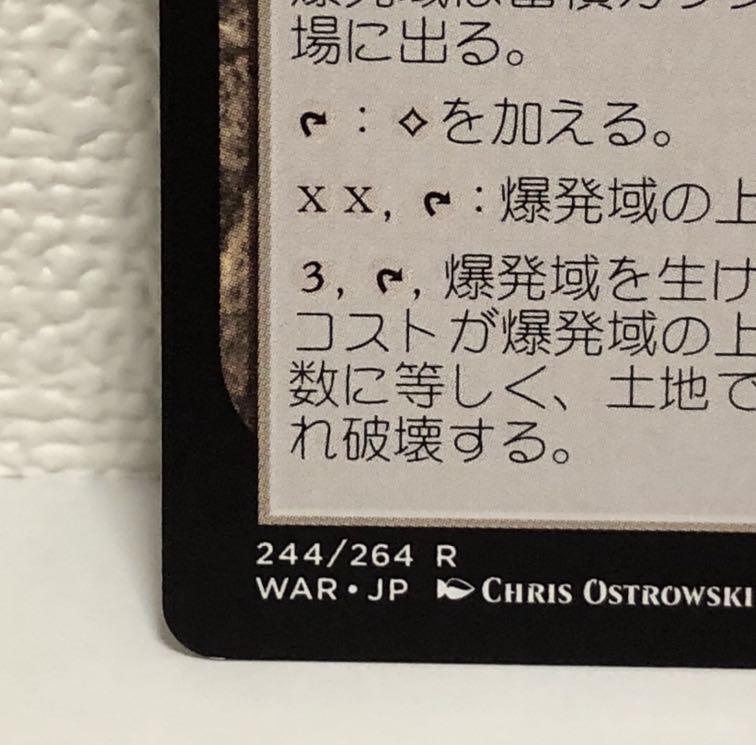 場に出る。
:を加える。
X X, :爆発域の上
3, , 爆発域を生け
コストが爆発域の上
数に等しく、土地で
れ破壊する。
244/264 R
WAR•JP CHRIS OSTROWSKI